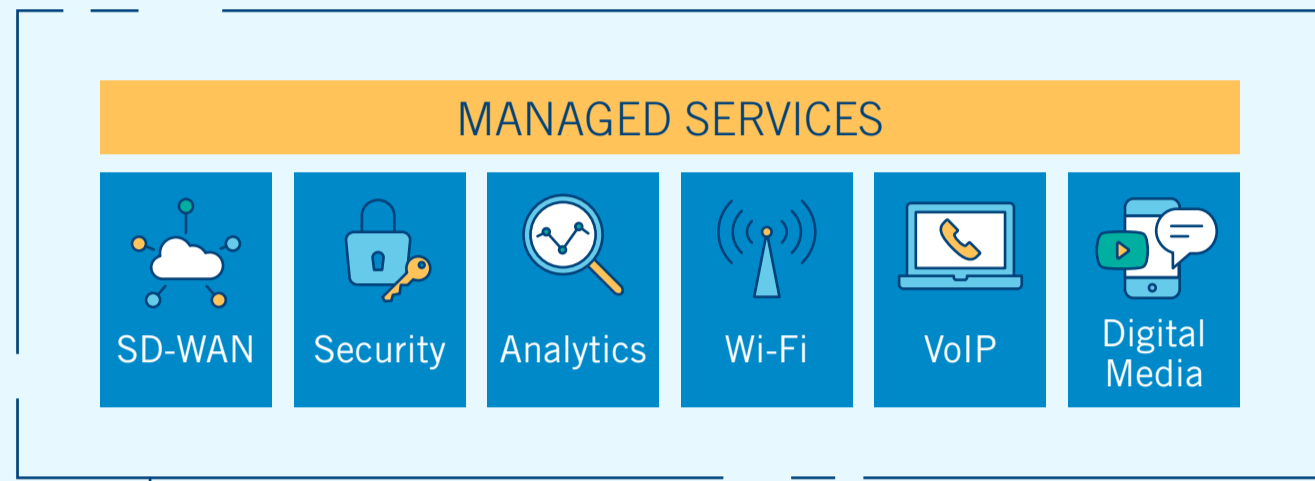 MANAGED SERVICES
SD-WAN
Security
Analytics
Wi-Fi
VoIP
Digital
Media